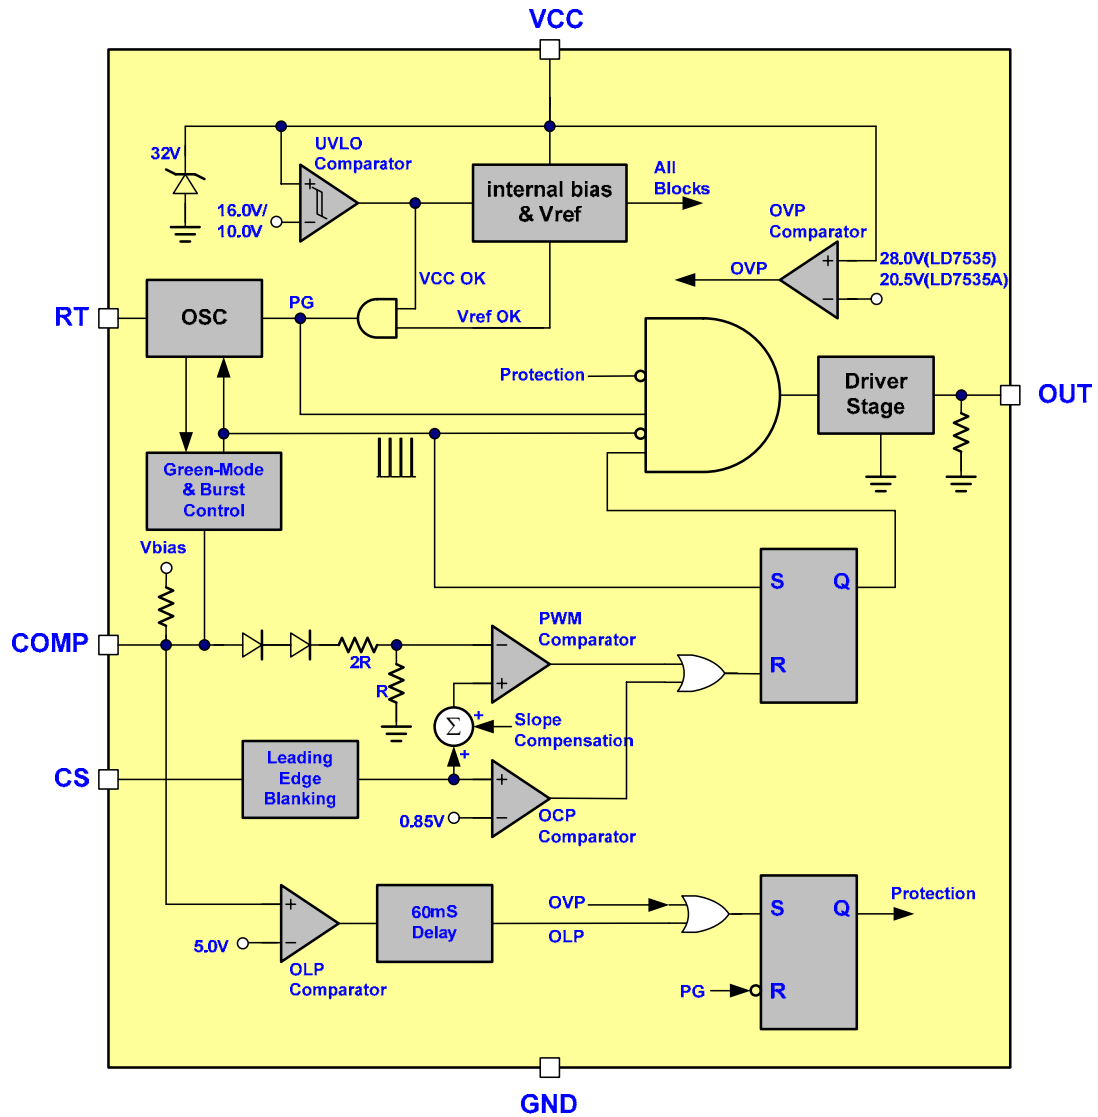 VCC
32V
UVLO
Comparator
+
−
16.0V/
10.0V
internal bias
& Vref
All
Blocks
OVP
Comparator
+
−
OVP
28.0V(LD7535)
20.5V(LD7535A)
VCC OK
PG
Vref OK
RT
OSC
Protection
Driver
Stage
OUT
Green-Mode
& Burst
Control
Vbias
COMP
2R
R
PWM
Comparator
−
+
S
Q
R
Σ
+
+
Slope
Compensation
CS
Leading
Edge
Blanking
+
−
0.85V
OCP
Comparator
+
−
5.0V
OLP
Comparator
60mS
Delay
OVP
OLP
S
Q
R
Protection
PG
GND